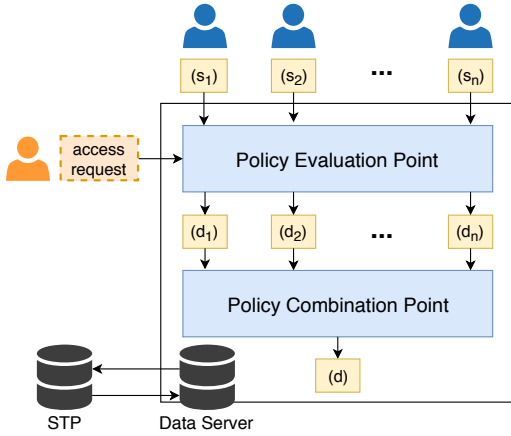 (s1) (s2) ... (sn)
access
request
Policy Evaluation Point
(d1) (d2) ... (dn)
Policy Combination Point
(d)
STP Data Server